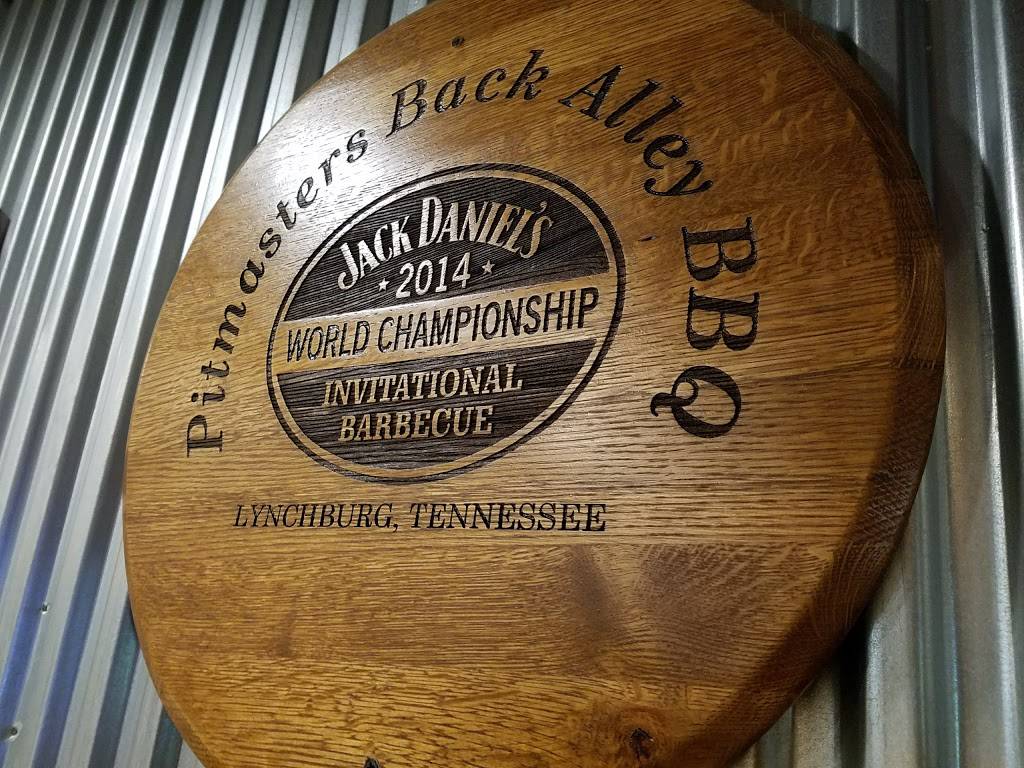 Pitmasters Back Alley BBQ
JACK DANIEL'S
★ 2014 ★
WORLD CHAMPIONSHIP
INVITATIONAL
BARBECUE
LYNCHBURG, TENNESSEE